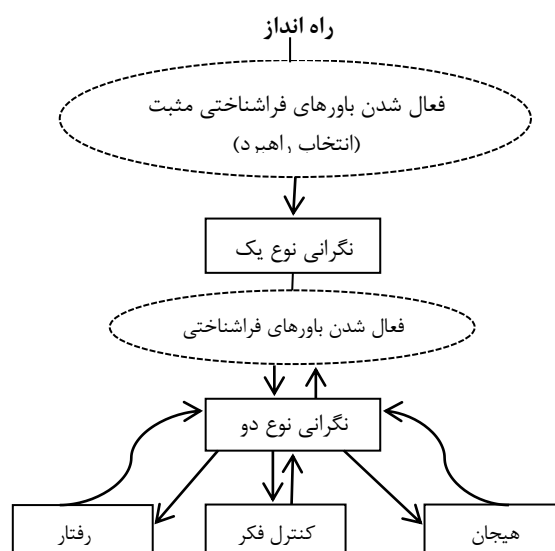 راه انداز
فعال شدن باورهای فراشناختی مثبت
(انتخاب راهبرد)
نگرانی نوع یک
فعال شدن باورهای فراشناختی
نگرانی نوع دو
هیجان
کنترل فکر
رفتار